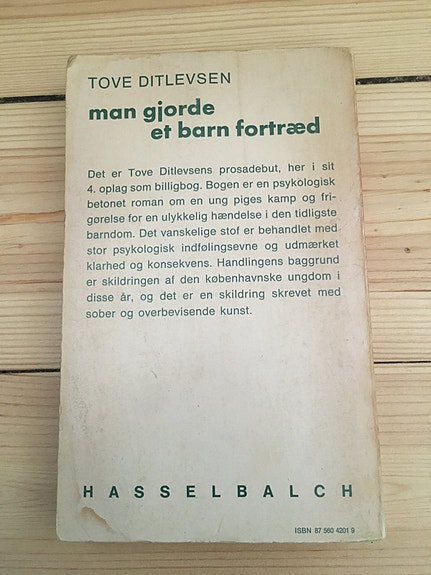 TOVE DITLEVSEN
man gjorde
et barn fortræd
Det er Tove Ditlevsens prosadebut, her i sit
4. oplag som billigbog. Bogen er en psykologisk
betonet roman om en ung piges kamp og fri-
gørelse for en ulykkelig hændelse i den tidligste
barndom. Det vanskelige stof er behandlet med
stor psykologisk indfølingsevne og udmærket
klarhed og konsekvens. Handlingens baggrund
er skildringen af den københavnske ungdom i
disse år, og det er en skildring skrevet med
sober og overbevisende kunst.
HASSELBALCH
ISBN 87 560 4201 9